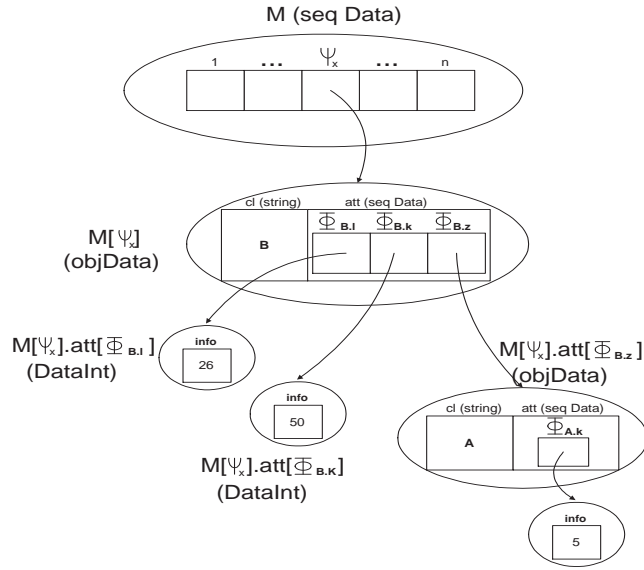 M (seq Data)
1 ... Ψx ... n
cl (string) att (seq Data)
Φ B.l Φ B.k Φ B.z
B
M[Ψx]
(objData)
M[Ψx].att[Φ B.l]
(DataInt)
info
26
info
50
M[Ψx].att[Φ B.K]
(DataInt)
M[Ψx].att[Φ B.z]
(objData)
cl (string) att (seq Data)
Φ A.k
A
info
5